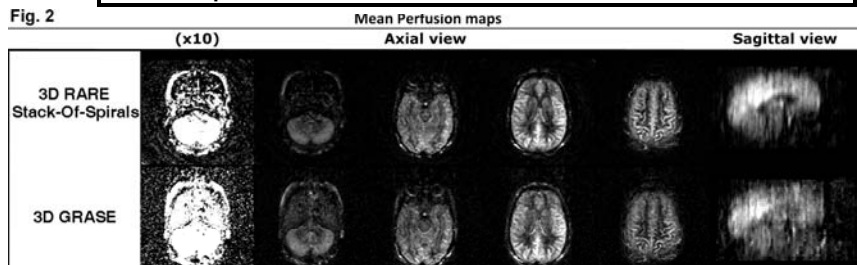 Fig. 2
Mean Perfusion maps
(x10) Axial view Sagittal view
3D RARE
Stack-Of-Spirals
3D GRASE